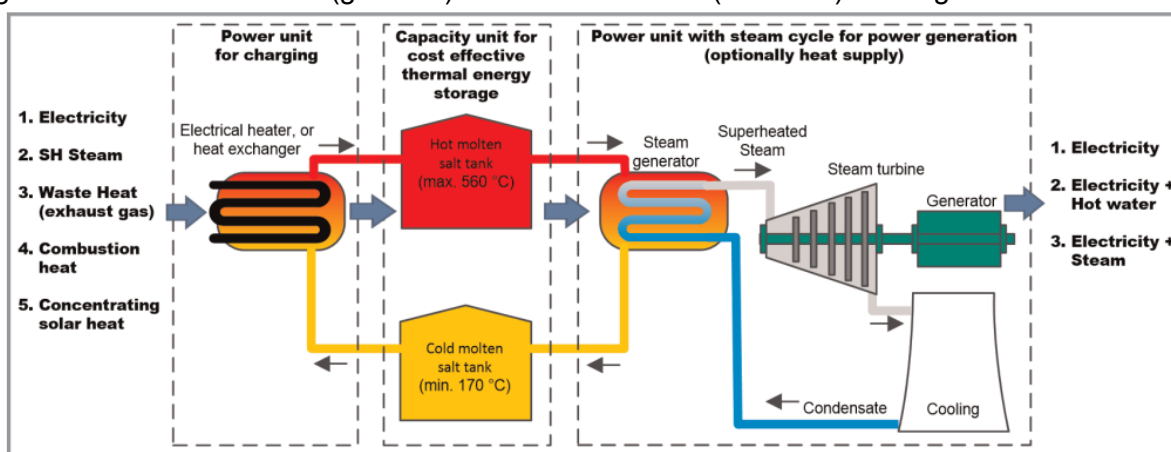 Power unit
for charging
Capacity unit for
cost effective
thermal energy
storage
Power unit with steam cycle for power generation
(optionally heat supply)
1. Electricity
2. SH Steam
3. Waste Heat
(exhaust gas)
4. Combustion
heat
5. Concentrating
solar heat
Electrical heater, or
heat exchanger
Hot molten
salt tank
(max. 560 °C)
Cold molten
salt tank
(min. 170 °C)
Steam
generator
Superheated
Steam
Steam turbine
Generator
Condensate
Cooling
1. Electricity
2. Electricity +
Hot water
3. Electricity +
Steam